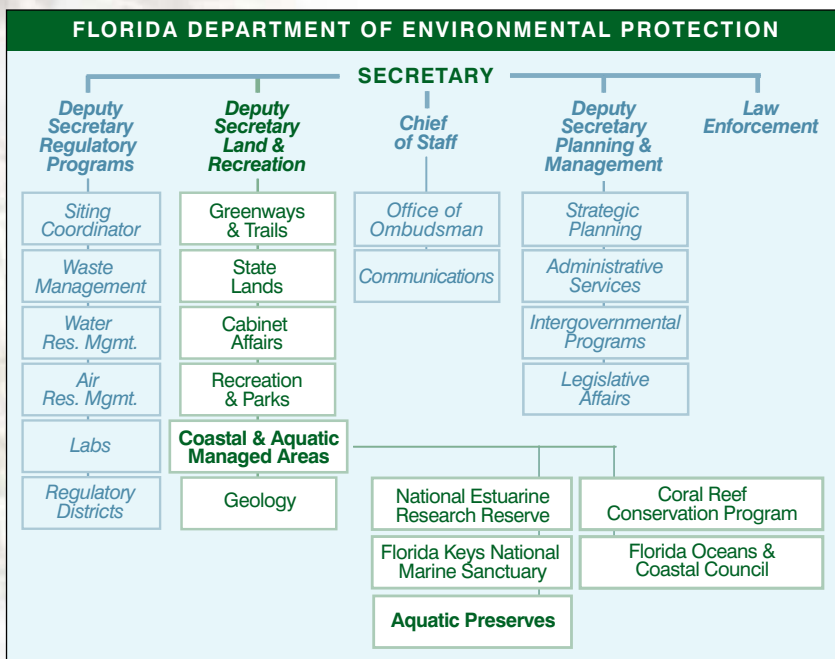 FLORIDA DEPARTMENT OF ENVIRONMENTAL PROTECTION
SECRETARY
Deputy
Secretary
Regulatory
Programs
Siting
Coordinator
Waste
Management
Water
Res. Mgmt.
Air
Res. Mgmt.
Labs
Regulatory
Districts
Deputy
Secretary
Land &
Recreation
Greenways
& Trails
State
Lands
Cabinet
Affairs
Recreation
& Parks
Coastal & Aquatic
Managed Areas
Geology
Chief
of Staff
Office of
Ombudsman
Communications
Deputy
Secretary
Planning &
Management
Strategic
Planning
Administrative
Services
Intergovernmental
Programs
Legislative
Affairs
Law
Enforcement
National Estuarine
Research Reserve
Florida Keys National
Marine Sanctuary
Aquatic Preserves
Coral Reef
Conservation Program
Florida Oceans &
Coastal Council